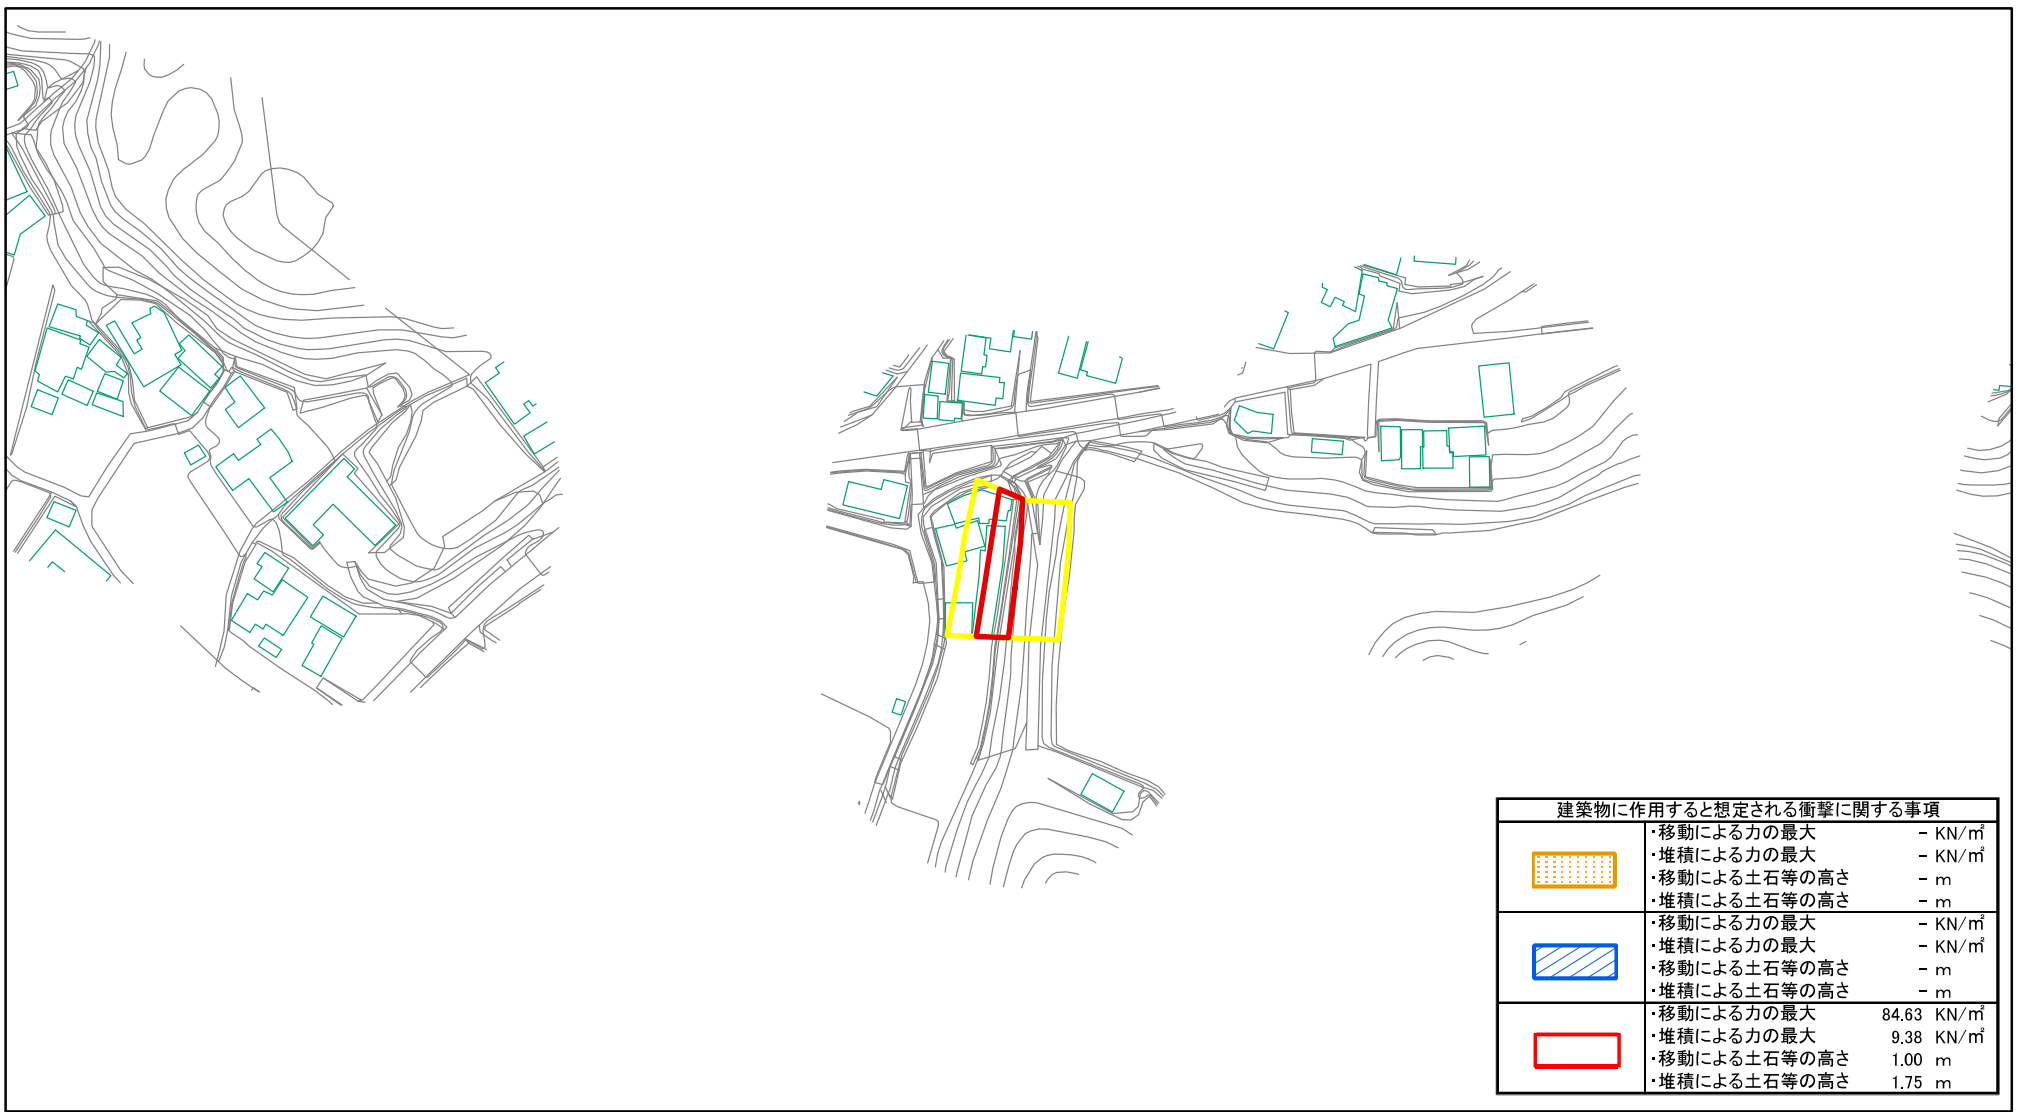 建築物に作用すると想定される衝撃に関する事項
・移動による力の最大 - KN/㎡
・堆積による力の最大 - KN/㎡
・移動による土石等の高さ - m
・堆積による土石等の高さ - m
・移動による力の最大 - KN/㎡
・堆積による力の最大 - KN/㎡
・移動による土石等の高さ - m
・堆積による土石等の高さ - m
・移動による力の最大 84.63 KN/㎡
・堆積による力の最大 9.38 KN/㎡
・移動による土石等の高さ 1.00 m
・堆積による土石等の高さ 1.75 m